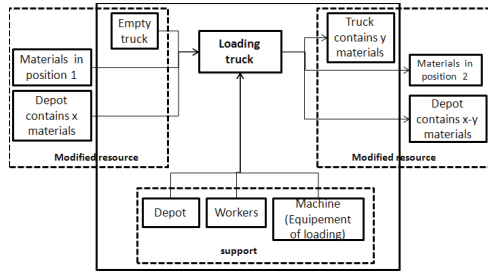 Empty
truck
Materials in
position 1
Depot
contains x
materials
Modified resource
Loading
truck
Truck
contains y
materials
Materials in
position 2
Depot
contains x-y
materials
Modified resource
Depot
Workers
Machine
(Equipement
of loading)
support